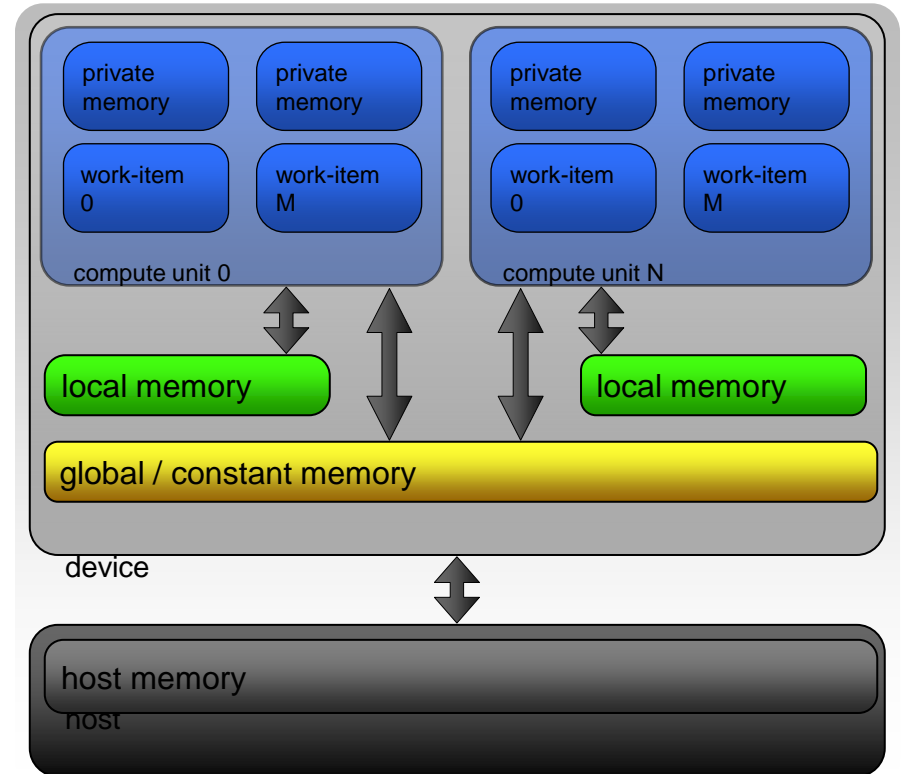 private
memory
private
memory
private
memory
private
memory
work-item
0
work-item
M
work-item
0
work-item
M
compute unit 0
compute unit N
local memory
local memory
global / constant memory
device
host memory
host